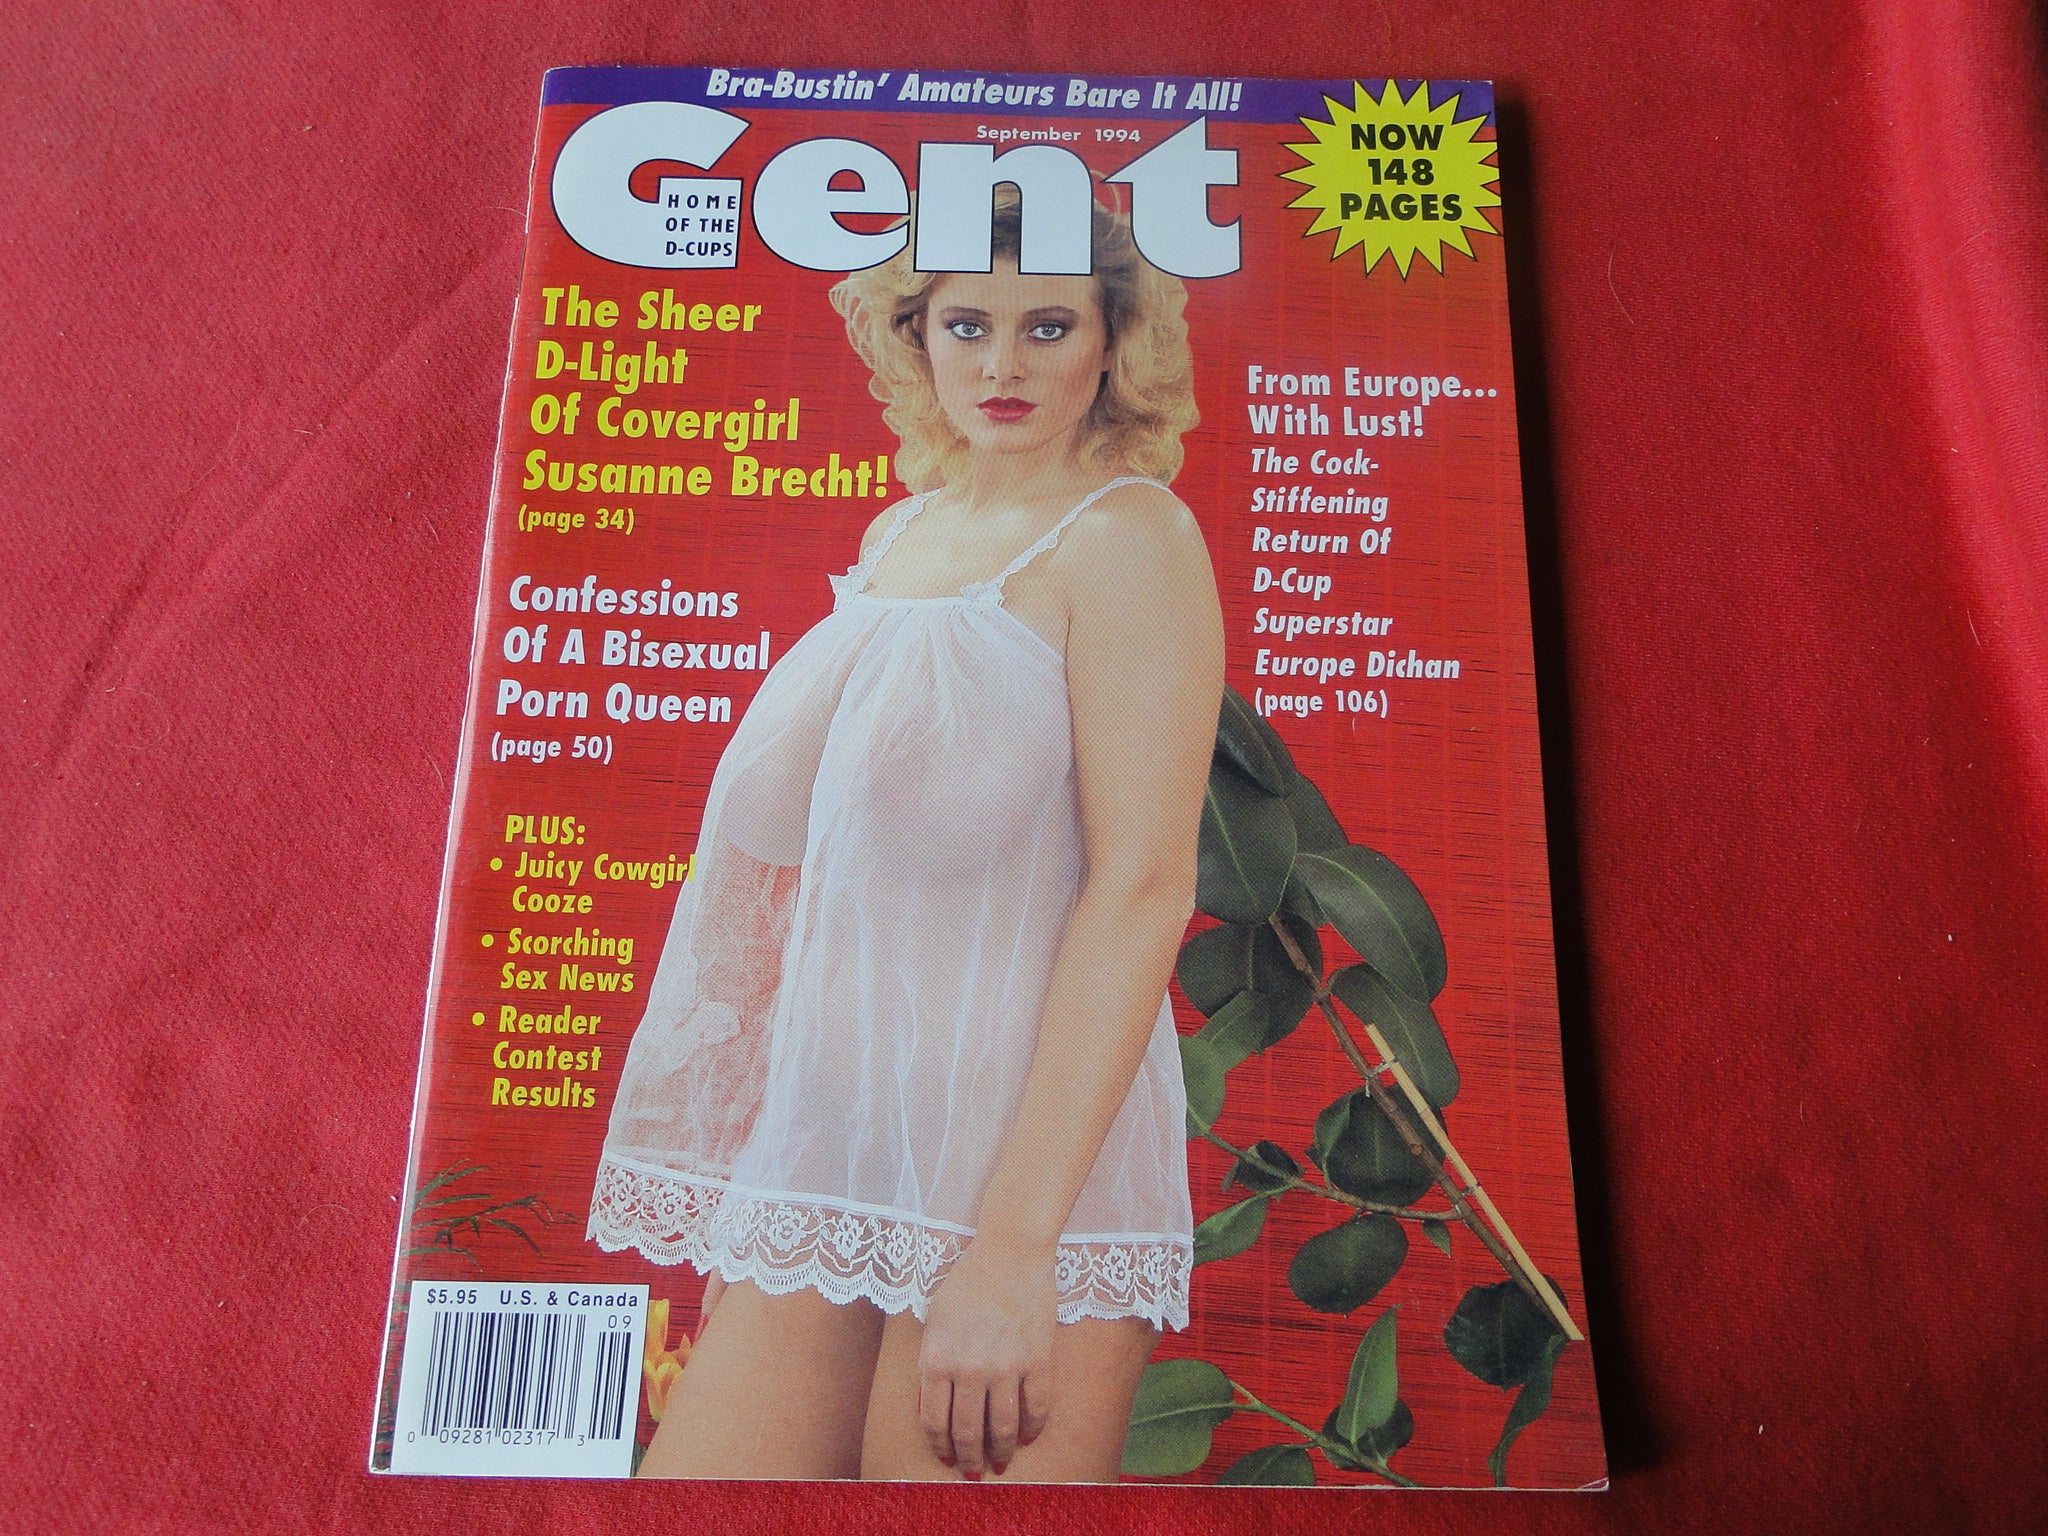 Bra-Bustin' Amateurs Bare It All!
September 1994
Gent
HOME
OF THE
D-CUPS
NOW
148
PAGES
The Sheer
D-Light
Of Covergirl
Susanne Brecht!
(page 34)
From Europe...
With Lust!
The Cock-
Stiffening
Return Of
D-Cup
Superstar
Europe Dichan
(page 106)
Confessions
Of A Bisexual
Porn Queen
(page 50)
PLUS:
• Juicy Cowgirl
Cooze
• Scorching
Sex News
• Reader
Contest
Results
$5.95 U.S. & Canada
09
0 09281 02317 3